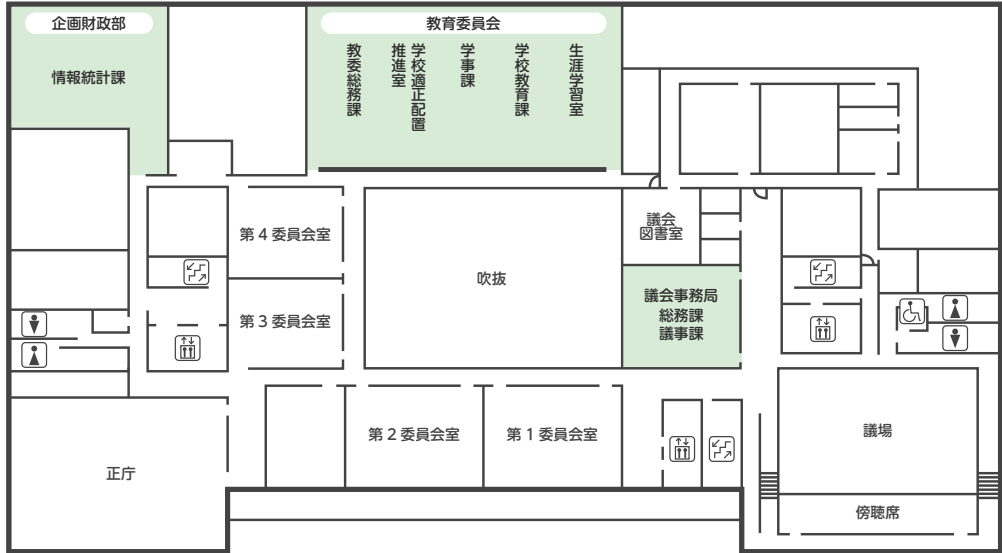 企画財政部
情報統計課
教育委員会
教委総務課
学校適正配置
推進室
学事課
学校教育課
生涯学習室
第4委員会室
第3委員会室
吹抜
議会
図書室
議会事務局
総務課
議事課
第2委員会室
第1委員会室
正庁
議場
傍聴席